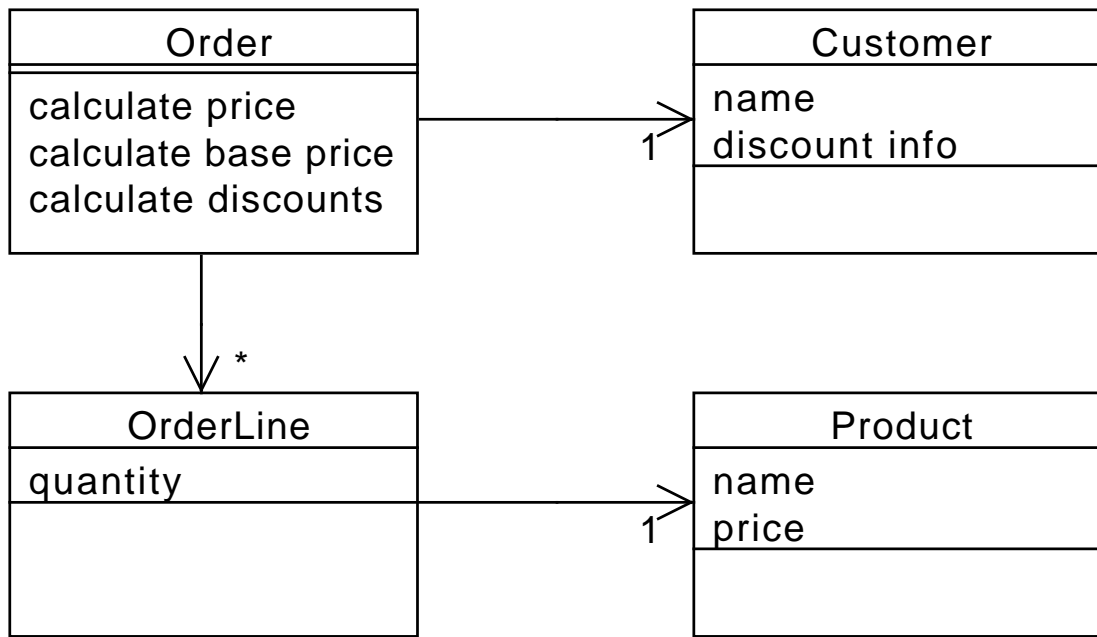 Order
calculate price
calculate base price
calculate discounts
1
Customer
name
discount info
*
OrderLine
quantity
1
Product
name
price